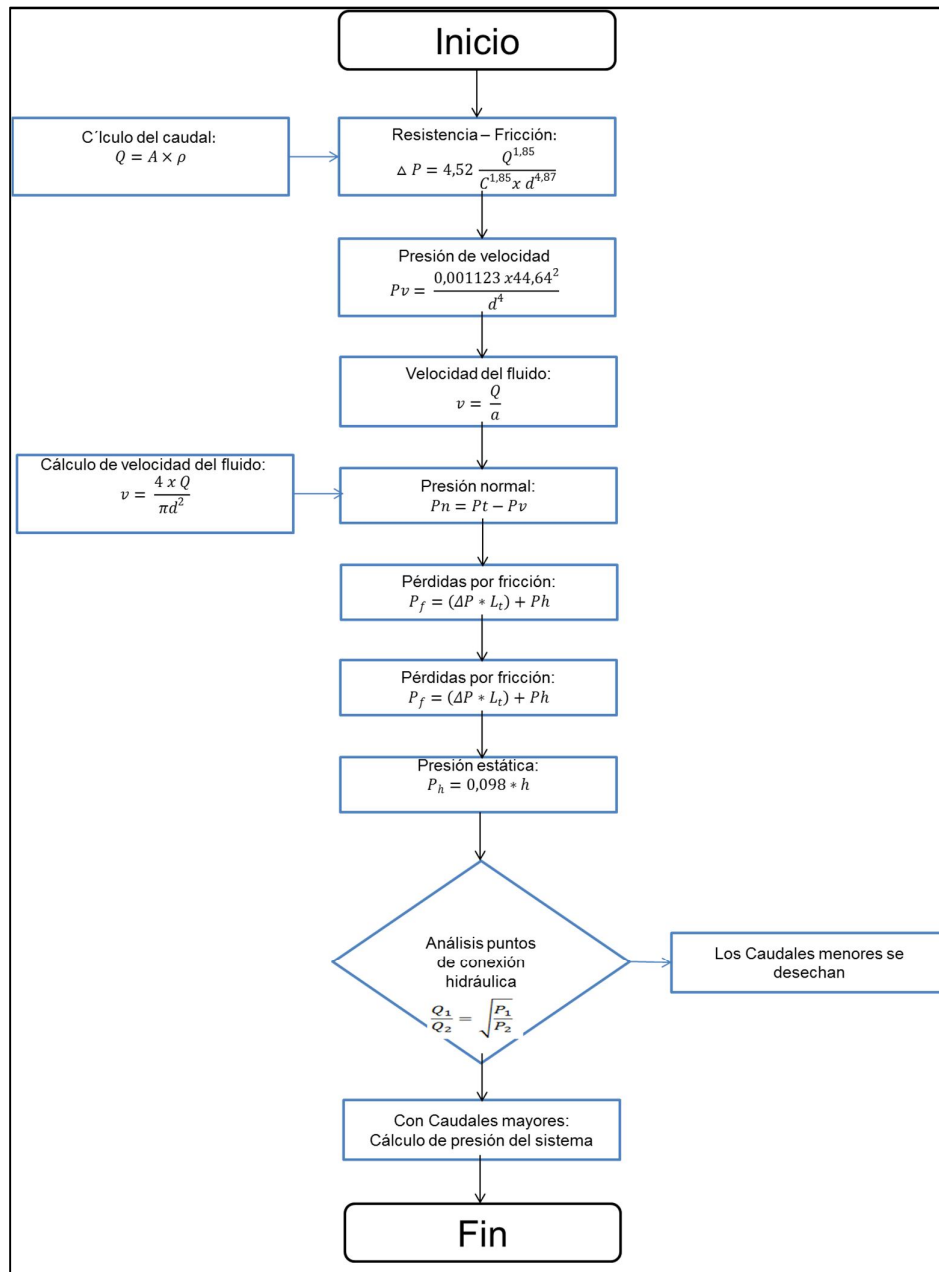 Inicio
C´lculo del caudal:
Q = A × ρ
Resistencia – Fricción:
△ P = 4,52 Q^1,85 / C^1,85 x d^4,87
Presión de velocidad
Pv = 0,001123 x44,64^2 / d^4
Velocidad del fluido:
v = Q / a
Cálculo de velocidad del fluido:
v = 4 x Q / πd^2
Presión normal:
Pn = Pt − Pv
Pérdidas por fricción:
P_f = (ΔP * L_t) + Ph
Pérdidas por fricción:
P_f = (ΔP * L_t) + Ph
Presión estática:
P_h = 0,098 * h
Análisis puntos
de conexión
hidráulica
Q_1 / Q_2 = √(P_1 / P_2)
Los Caudales menores se
desechan
Con Caudales mayores:
Cálculo de presión del sistema
Fin